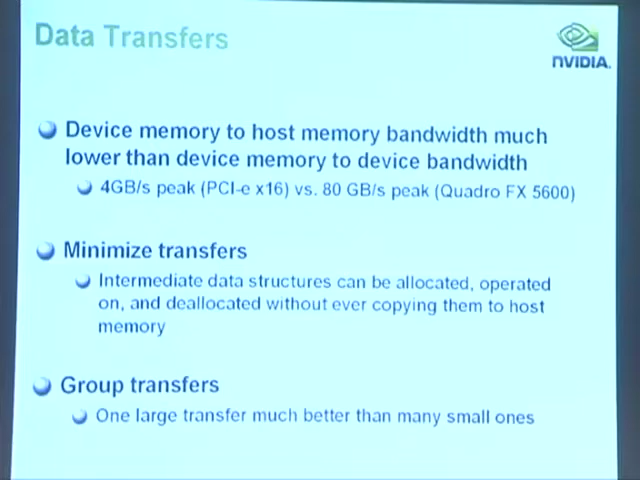 Data Transfers
NVIDIA.
Device memory to host memory bandwidth much
lower than device memory to device bandwidth
4GB/s peak (PCI-e x16) vs. 80 GB/s peak (Quadro FX 5600)
Minimize transfers
Intermediate data structures can be allocated, operated
on, and deallocated without ever copying them to host
memory
Group transfers
One large transfer much better than many small ones